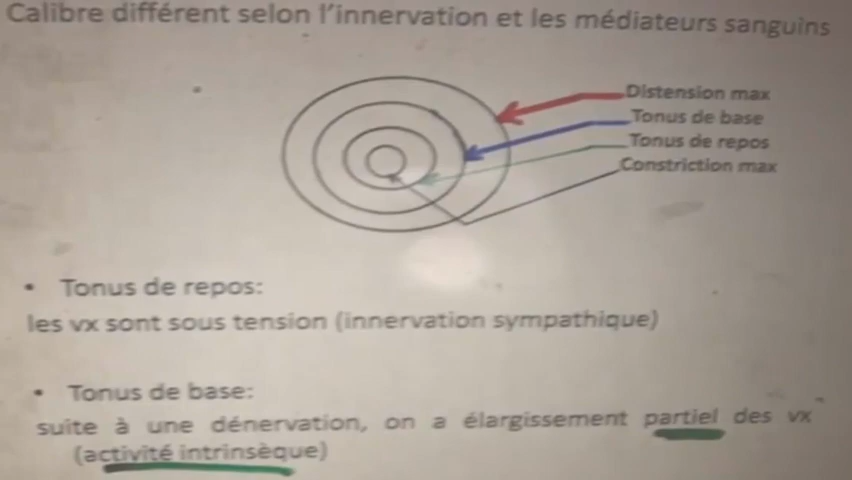 Calibre différent selon l'innervation et les médiateurs sanguins
Distension max
Tonus de base
Tonus de repos
Constriction max
• Tonus de repos:
les vx sont sous tension (innervation sympathique)
• Tonus de base:
suite à une dénervation, on a élargissement partiel des vx
(activité intrinsèque)